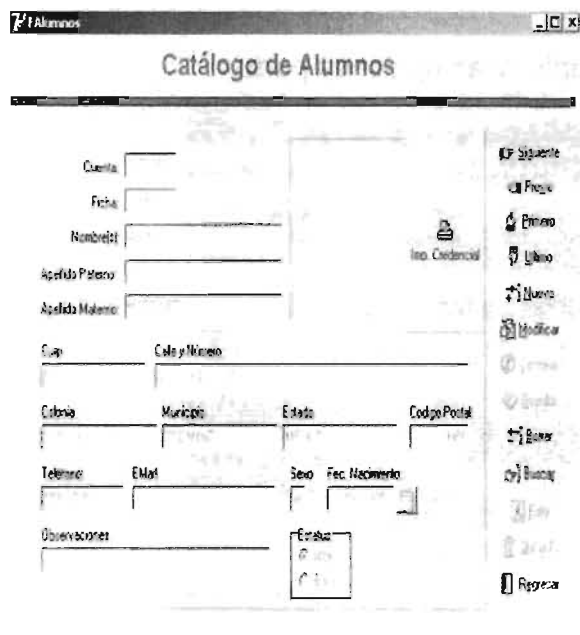 Alumnos
Catálogo de Alumnos
Cuenta:
Ficha:
Nombre(s):
Apellido Paterno:
Apellido Materno:
Imp. Credencial
Curp
Calle y Número
Colonia
Municipio
Estado
Codigo Postal
Telefono:
EMail
Sexo
Fec. Nacimiento
Observaciones
Estatus
Siguiente
Previo
Primero
Ultimo
Nuevo
Modificar
Borrar
Buscar
Regresar